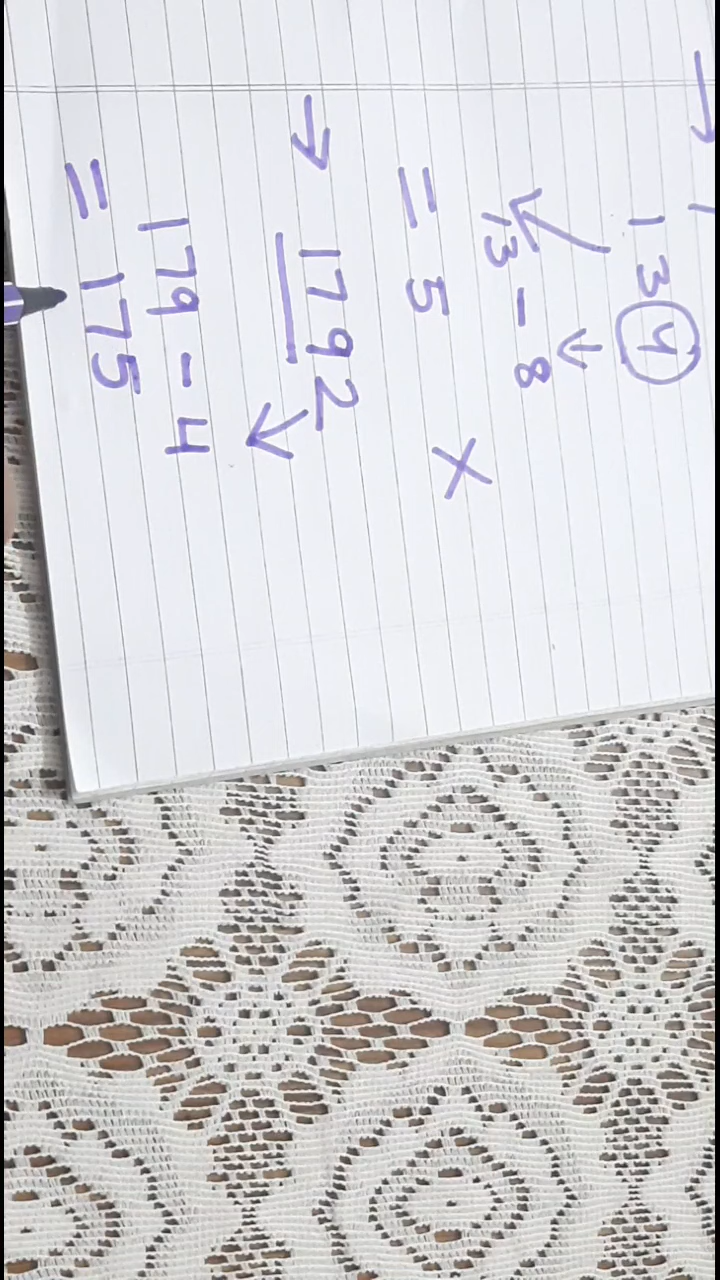 → 134
13 - 8
= 5 ×
→ 1792
179 - 4
= 175